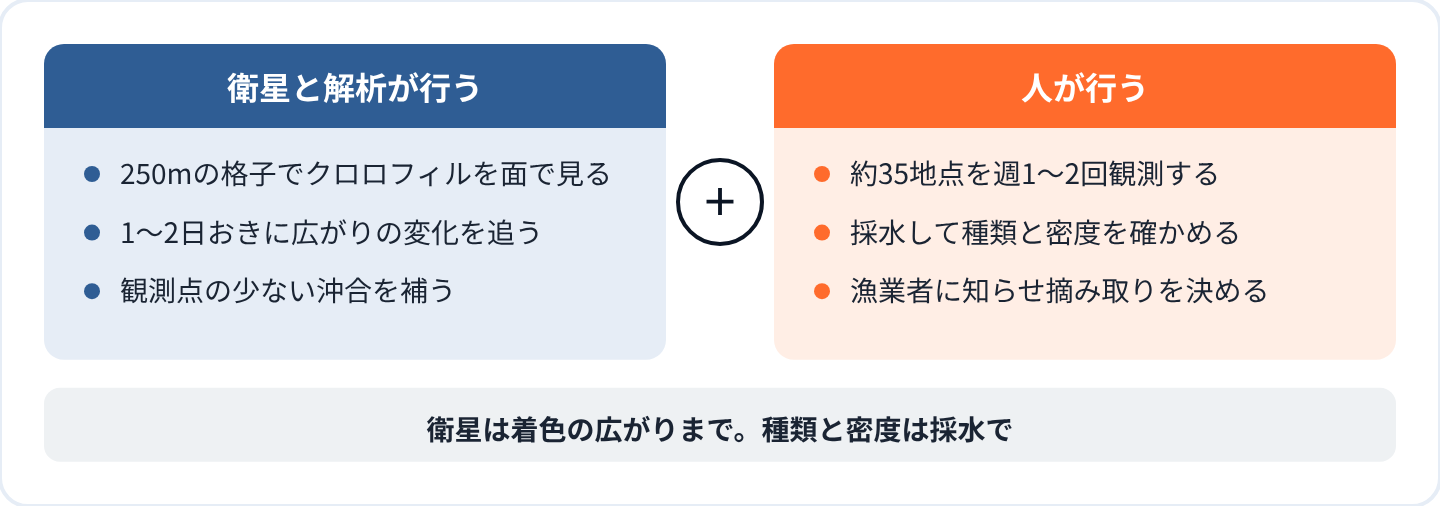 衛星と解析が行う
250mの格子でクロロフィルを面で見る
1〜2日おきに広がりの変化を追う
観測点の少ない沖合を補う
+
人が行う
約35地点を週1〜2回観測する
採水して種類と密度を確かめる
漁業者に知らせ摘み取りを決める
衛星は着色の広がりまで。種類と密度は採水で